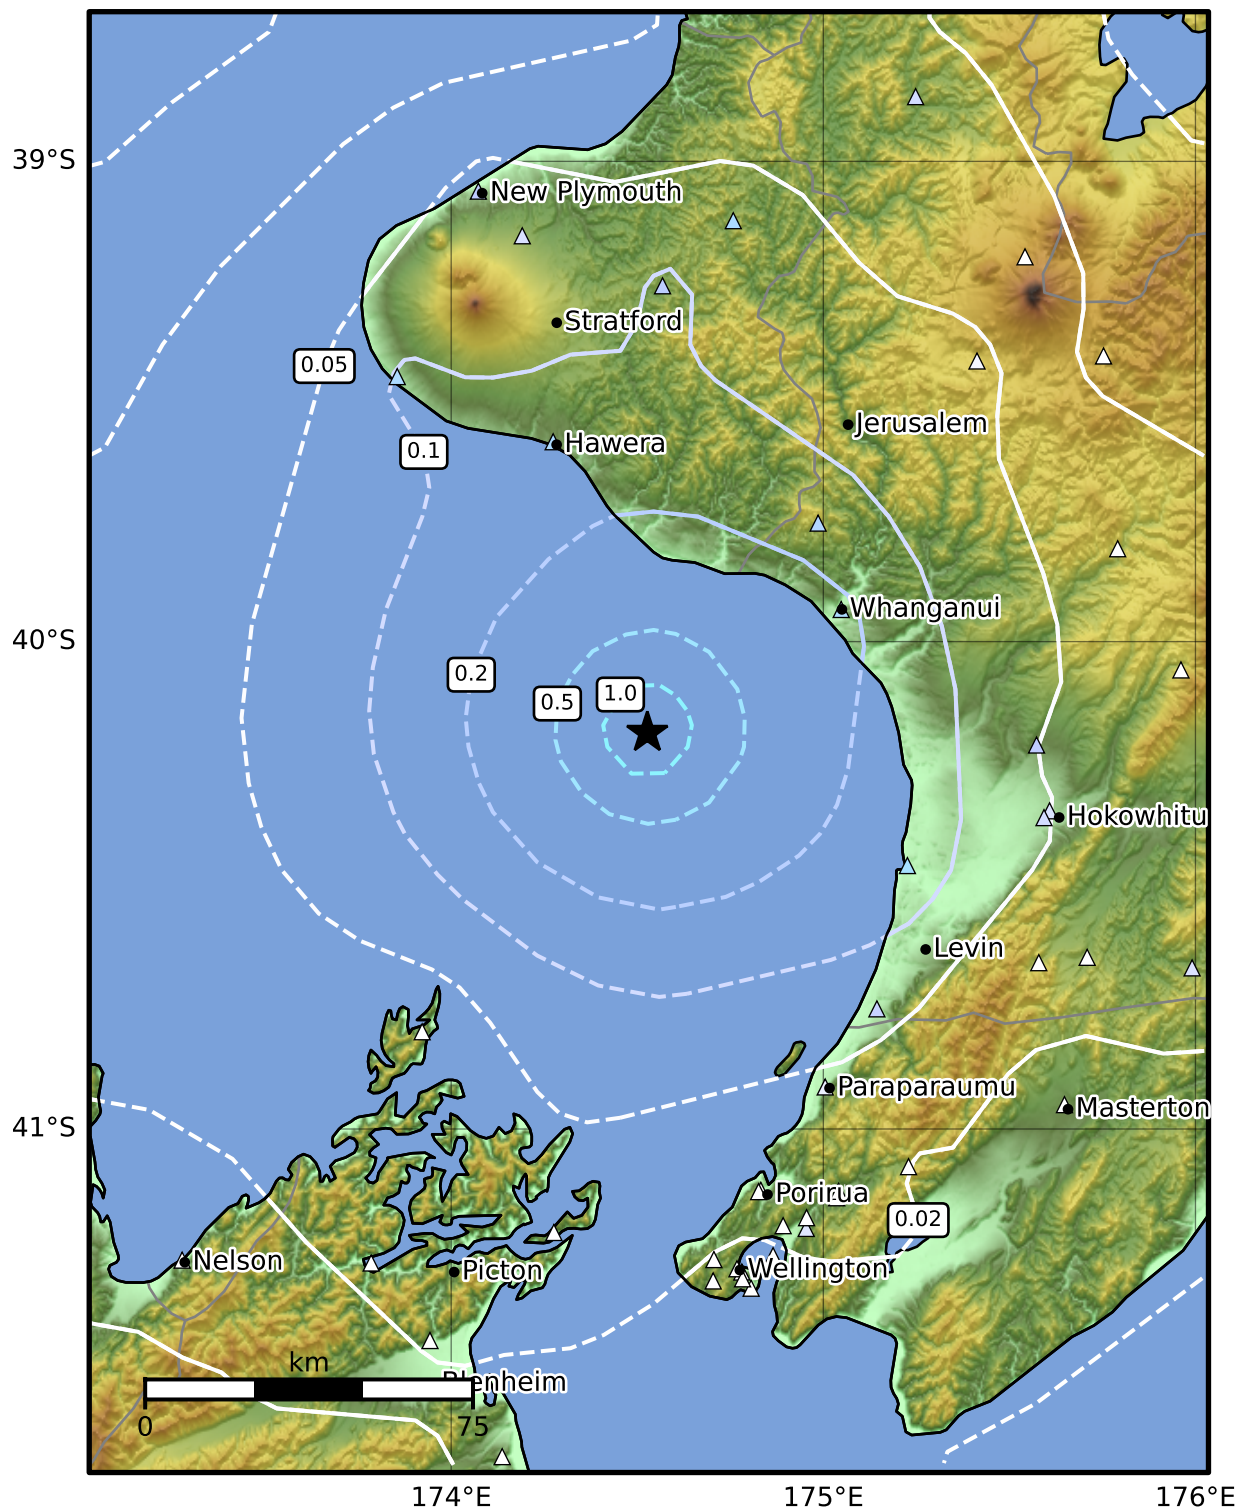 39°S
New Plymouth
Stratford
0.05
Jerusalem
Hawera
0.1
Whanganui
40°S
0.2
1.0
0.5
Hokowhitu
Levin
Paraparaumu
Masterton
41°S
Porirua
0.02
Nelson
Picton
Wellington
km
Blenheim
0
75
174°E
175°E
176°E